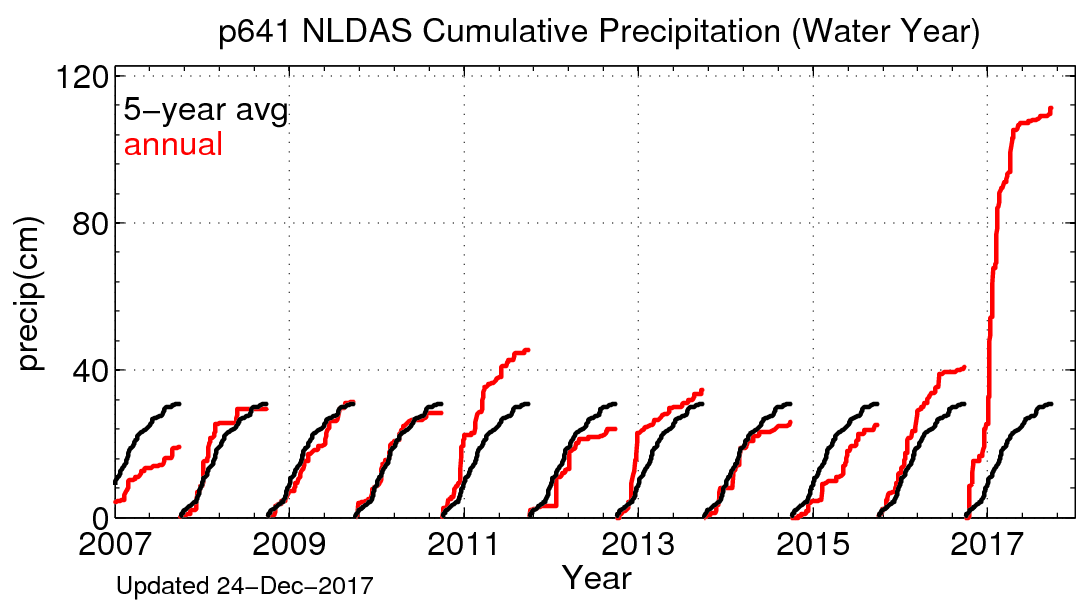 p641 NLDAS Cumulative Precipitation (Water Year)
120
5−year avg
annual
80
precip(cm)
40
0
2007 2009 2011 2013 2015 2017
Year
Updated 24−Dec−2017